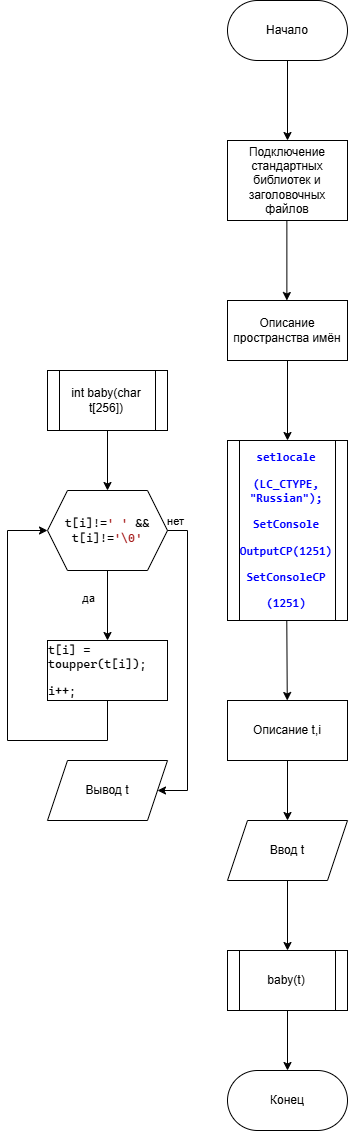 Начало
Подключение
стандартных
библиотек и
заголовочных
файлов
Описание
пространства имён
setlocale
(LC_CTYPE,
"Russian");
SetConsole
OutputCP(1251)
SetConsoleCP
(1251)
Описание t,i
Ввод t
baby(t)
Конец
int baby(char
t[256])
t[i]!=' ' &&
t[i]!='\0'
нет
да
t[i] =
toupper(t[i]);
i++;
Вывод t